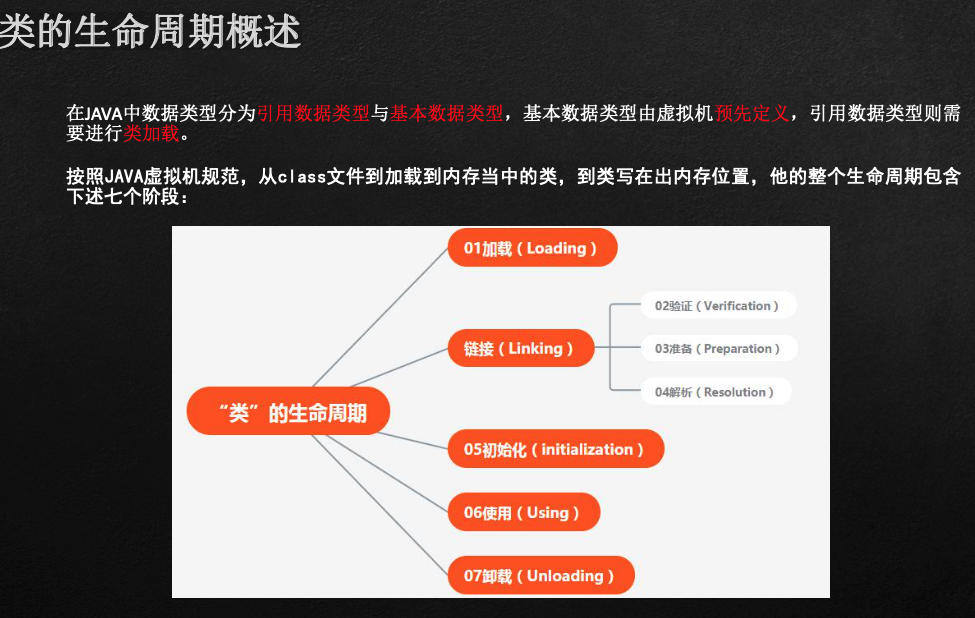 类的生命周期概述
在JAVA中数据类型分为引用数据类型与基本数据类型，基本数据类型由虚拟机预先定义，引用数据类型则需
要进行类加载。
按照JAVA虚拟机规范，从class文件到加载到内存当中的类，到类写在出内存位置，他的整个生命周期包含
下述七个阶段：
01加载（Loading）
链接（Linking）
02验证（Verification）
03准备（Preparation）
04解析（Resolution）
“类”的生命周期
05初始化（initialization）
06使用（Using）
07卸载（Unloading）